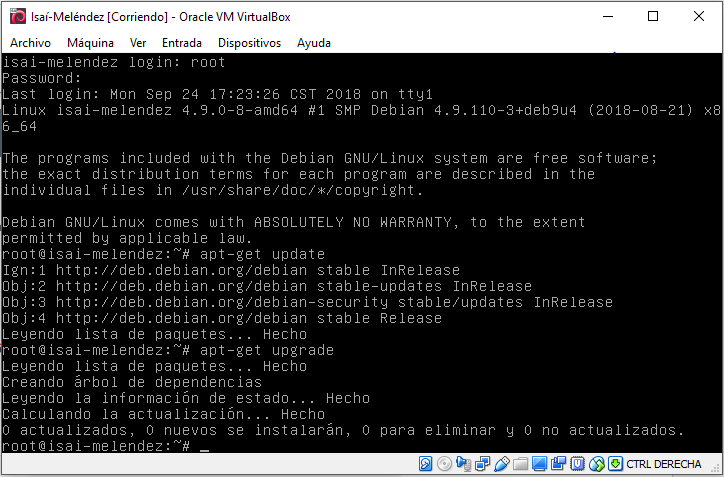 Isaí-Meléndez [Corriendo] - Oracle VM VirtualBox
Archivo Máquina Ver Entrada Dispositivos Ayuda
isai-melendez login: root
Password:
Last login: Mon Sep 24 17:23:26 CST 2018 on tty1
Linux isai-melendez 4.9.0-8-amd64 #1 SMP Debian 4.9.110-3+deb9u4 (2018-08-21) x8
6_64
The programs included with the Debian GNU/Linux system are free software;
the exact distribution terms for each program are described in the
individual files in /usr/share/doc/*/copyright.
Debian GNU/Linux comes with ABSOLUTELY NO WARRANTY, to the extent
permitted by applicable law.
root@isai-melendez:~# apt-get update
Ign:1 http://deb.debian.org/debian stable InRelease
Obj:2 http://deb.debian.org/debian stable-updates InRelease
Obj:3 http://deb.debian.org/debian-security stable/updates InRelease
Obj:4 http://deb.debian.org/debian stable Release
Leyendo lista de paquetes... Hecho
root@isai-melendez:~# apt-get upgrade
Leyendo lista de paquetes... Hecho
Creando árbol de dependencias
Leyendo la información de estado... Hecho
Calculando la actualización... Hecho
0 actualizados, 0 nuevos se instalarán, 0 para eliminar y 0 no actualizados.
root@isai-melendez:~# _
CTRL DERECHA